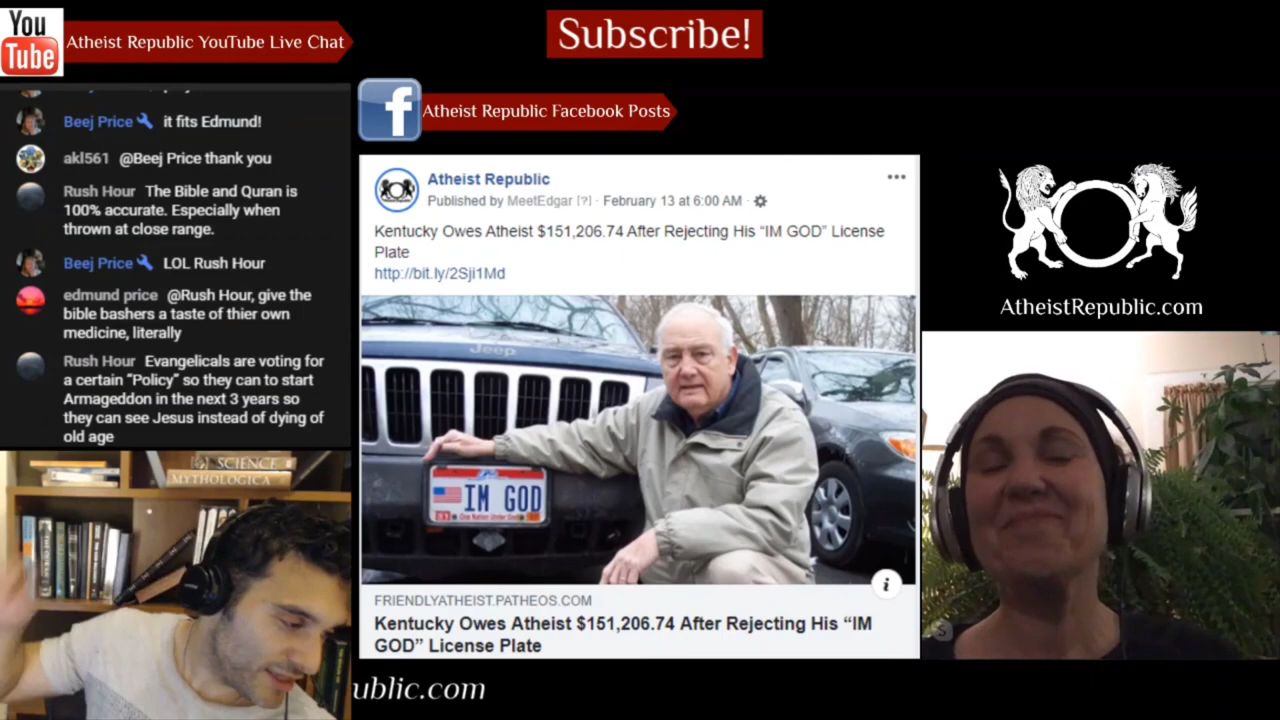 You
Tube
Atheist Republic YouTube Live Chat
Subscribe!
Beej Price it fits Edmund!
akl561 @Beej Price thank you
Rush Hour The Bible and Quran is
100% accurate. Especially when
thrown at close range.
Beej Price LOL Rush Hour
edmund price @Rush Hour, give the
bible bashers a taste of thier own
medicine, literally
Rush Hour Evangelicals are voting for
a certain “Policy” so they can to start
Armageddon in the next 3 years so
they can see Jesus instead of dying of
old age
f
Atheist Republic Facebook Posts
Atheist Republic
Published by MeetEdgar [?] · February 13 at 6:00 AM ·
Kentucky Owes Atheist $151,206.74 After Rejecting His “IM GOD” License
Plate
http://bit.ly/2Sji1Md
Jeep
IM GOD
One Nation Under God
i
FRIENDLYATHEIST.PATHEOS.COM
Kentucky Owes Atheist $151,206.74 After Rejecting His “IM
GOD” License Plate
AtheistRepublic.com
SCIENCE
MYTHOLOGICA
S
ublic.com